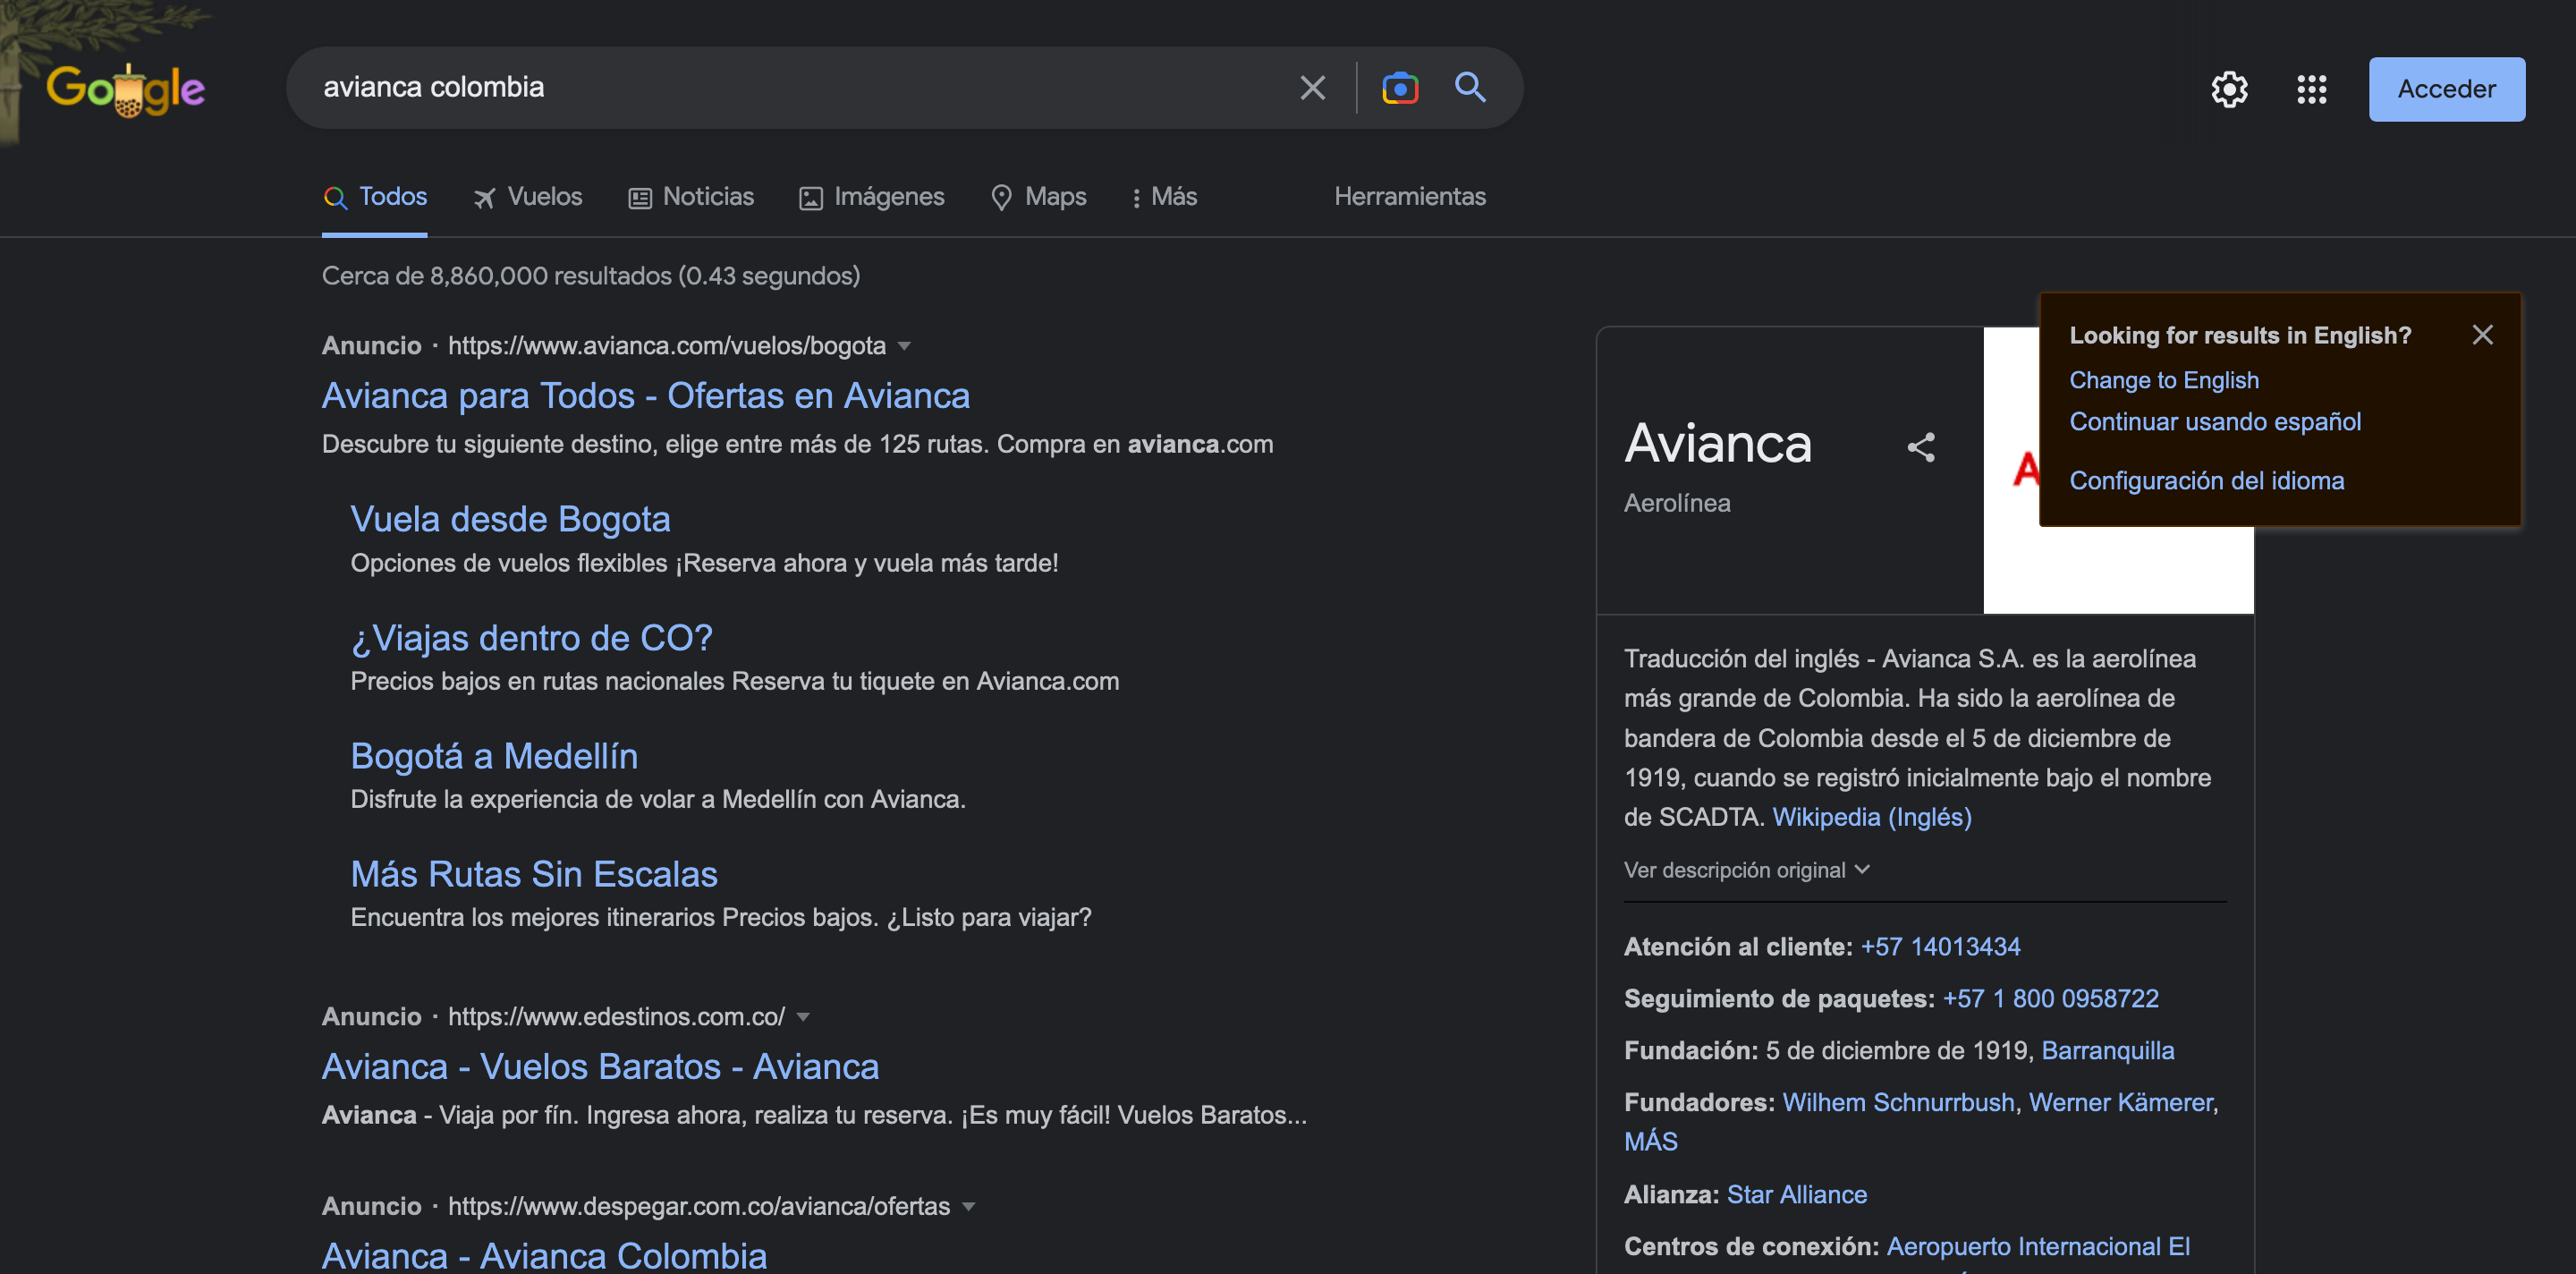 Google
avianca colombia
Acceder
Todos
Vuelos
Noticias
Imágenes
Maps
Más
Herramientas
Cerca de 8,860,000 resultados (0.43 segundos)
Anuncio · https://www.avianca.com/vuelos/bogota
Avianca para Todos - Ofertas en Avianca
Descubre tu siguiente destino, elige entre más de 125 rutas. Compra en avianca.com
Vuela desde Bogota
Opciones de vuelos flexibles ¡Reserva ahora y vuela más tarde!
¿Viajas dentro de CO?
Precios bajos en rutas nacionales Reserva tu tiquete en Avianca.com
Bogotá a Medellín
Disfrute la experiencia de volar a Medellín con Avianca.
Más Rutas Sin Escalas
Encuentra los mejores itinerarios Precios bajos. ¿Listo para viajar?
Anuncio · https://www.edestinos.com.co/
Avianca - Vuelos Baratos - Avianca
Avianca - Viaja por fín. Ingresa ahora, realiza tu reserva. ¡Es muy fácil! Vuelos Baratos...
Anuncio · https://www.despegar.com.co/avianca/ofertas
Avianca - Avianca Colombia
Avianca
Aerolínea
A
Looking for results in English?
Change to English
Continuar usando español
Configuración del idioma
Traducción del inglés - Avianca S.A. es la aerolínea
más grande de Colombia. Ha sido la aerolínea de
bandera de Colombia desde el 5 de diciembre de
1919, cuando se registró inicialmente bajo el nombre
de SCADTA. Wikipedia (Inglés)
Ver descripción original
Atención al cliente: +57 14013434
Seguimiento de paquetes: +57 1 800 0958722
Fundación: 5 de diciembre de 1919, Barranquilla
Fundadores: Wilhem Schnurrbush, Werner Kämerer,
MÁS
Alianza: Star Alliance
Centros de conexión: Aeropuerto Internacional El